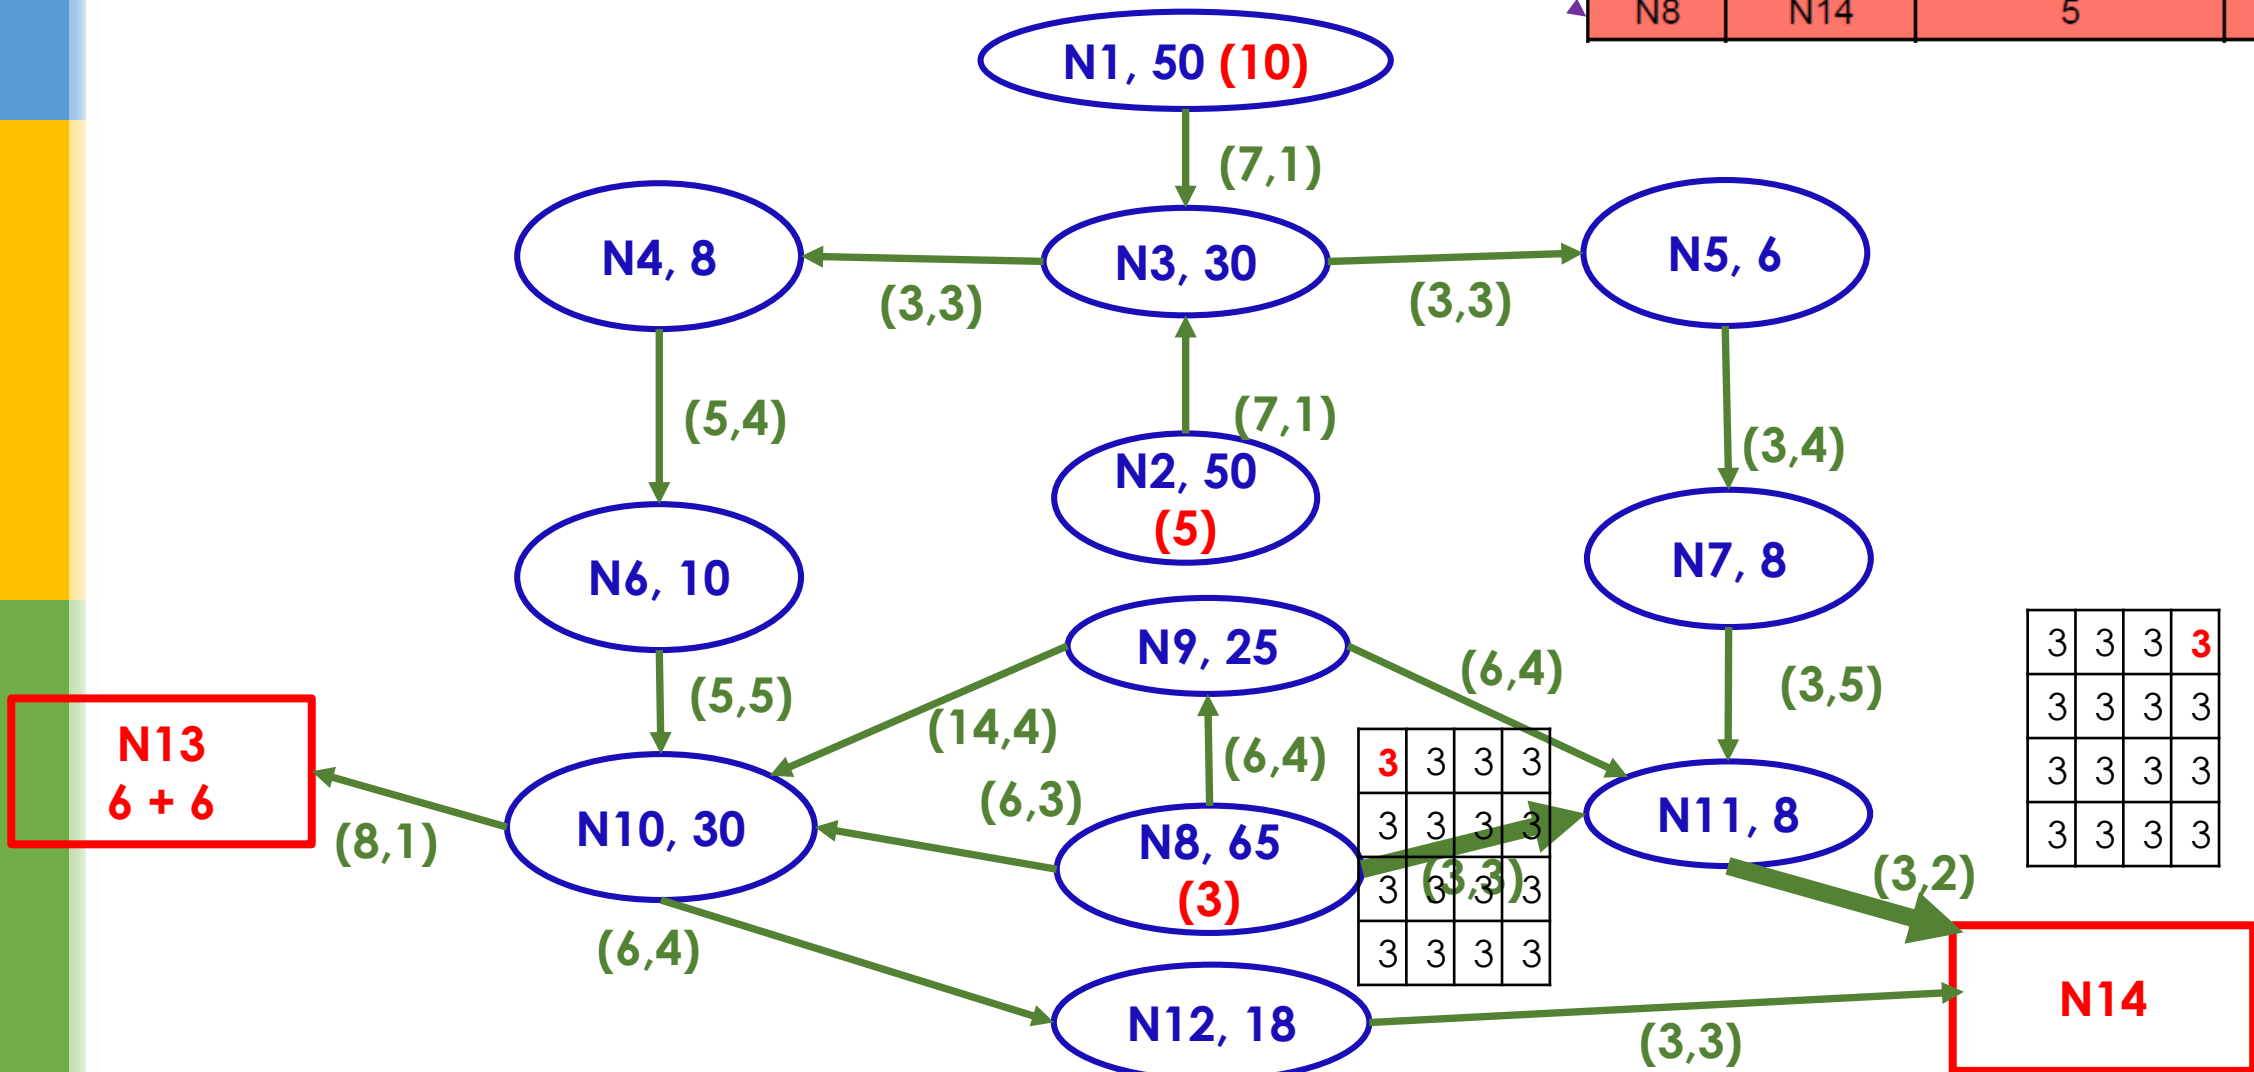 N8 N14 5
N1, 50 (10)
(7,1)
N4, 8
N3, 30
N5, 6
(3,3)
(3,3)
(5,4)
(7,1)
(3,4)
N2, 50
(5)
N6, 10
N7, 8
N9, 25
(5,5)
(14,4)
(6,4)
(6,4)
(3,5)
3 3 3 3
3 3 3 3
3 3 3 3
3 3 3 3
N13
6 + 6
(8,1)
N10, 30
(6,3)
N8, 65
(3)
3 3 3 3
3 3 3 3
3 3 3 3
3 3 3 3
(3,3)
N11, 8
(3,2)
(6,4)
N12, 18
(3,3)
N14